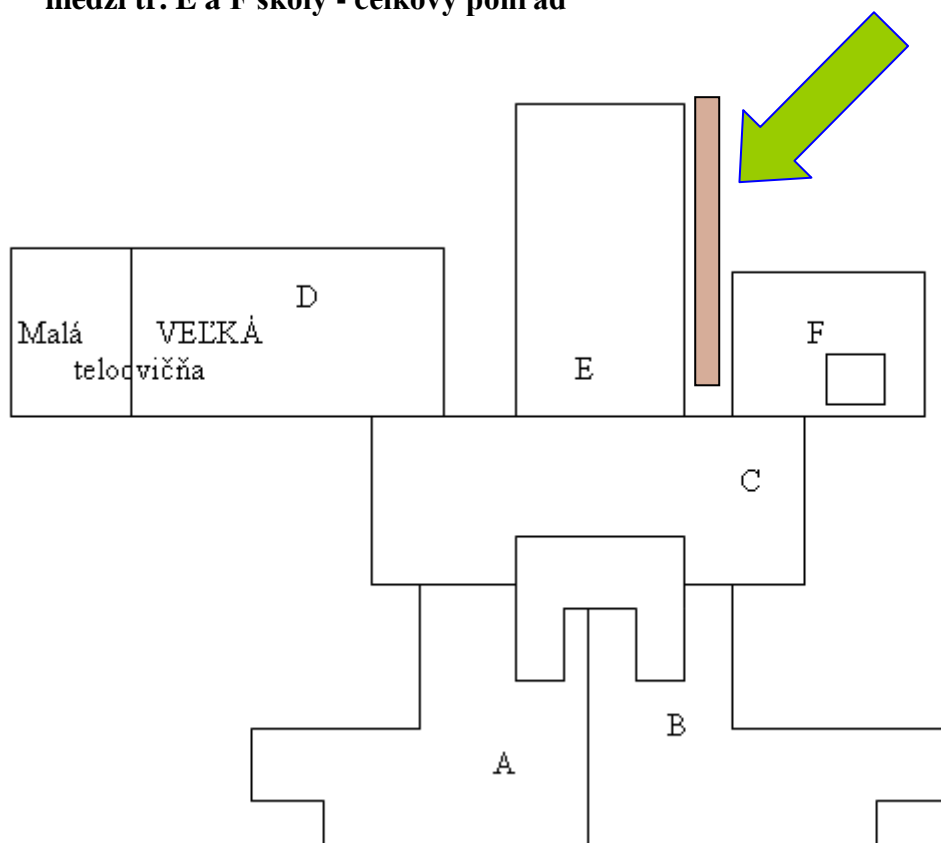 medzi tr. E a F školy - celkový pohľad
D
Malá VEĽKÁ
telocvičňa
F
E
C
B
A